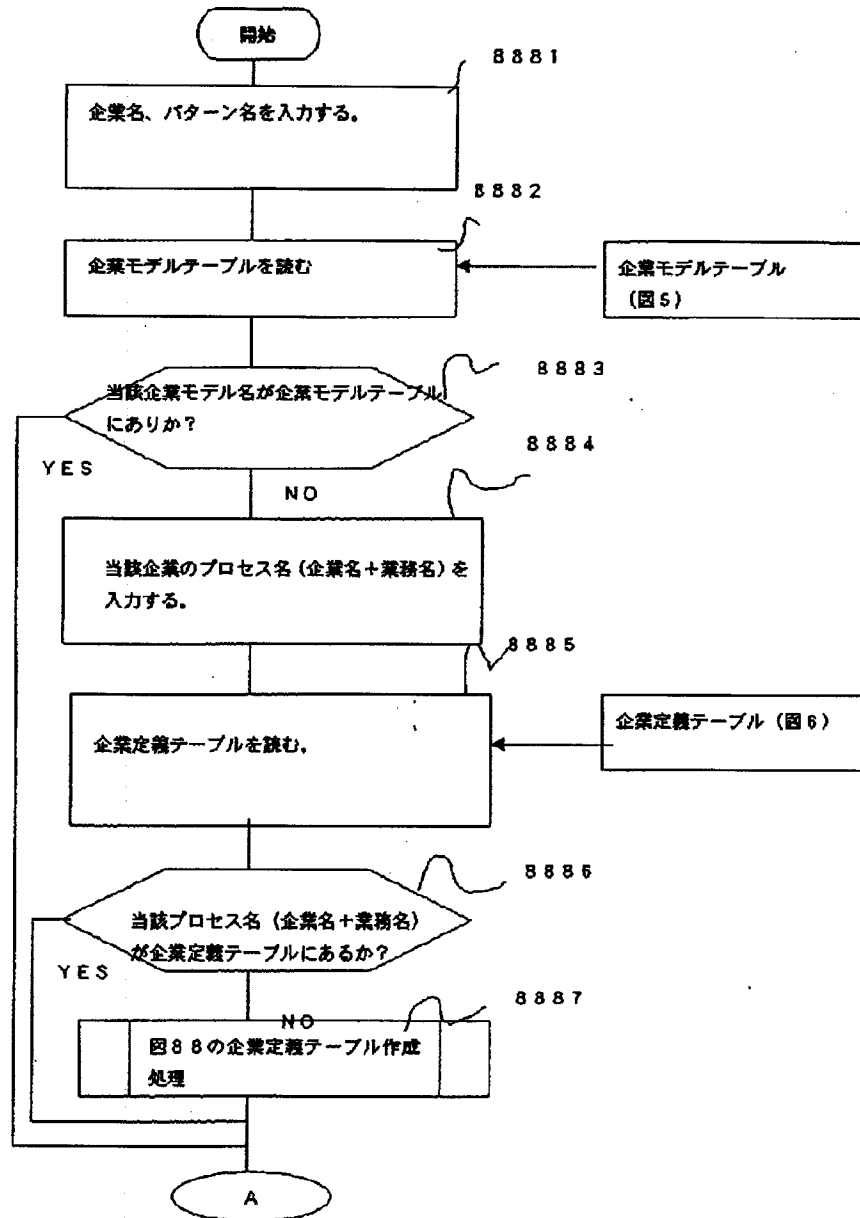 開始
8881
企業名、パターン名を入力する。
8882
企業モデルテーブルを読む
企業モデルテーブル
(図5)
8883
当該企業モデル名が企業モデルテーブル
にありか？
YES
NO
8884
当該企業のプロセス名（企業名＋業務名）を
入力する。
8885
企業定義テーブルを読む。
企業定義テーブル（図6）
8886
当該プロセス名（企業名＋業務名）
が企業定義テーブルにあるか？
YES
NO
8887
図88の企業定義テーブル作成
処理
A